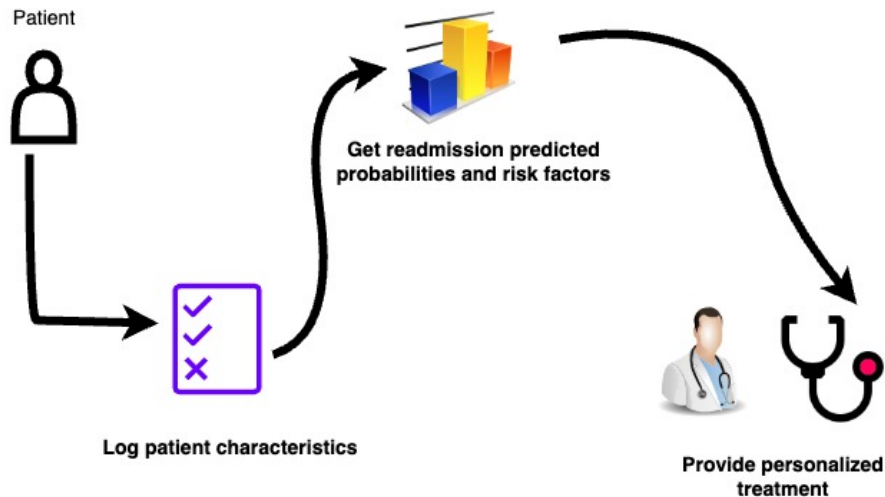 Patient
Get readmission predicted
probabilities and risk factors
Log patient characteristics
Provide personalized
treatment